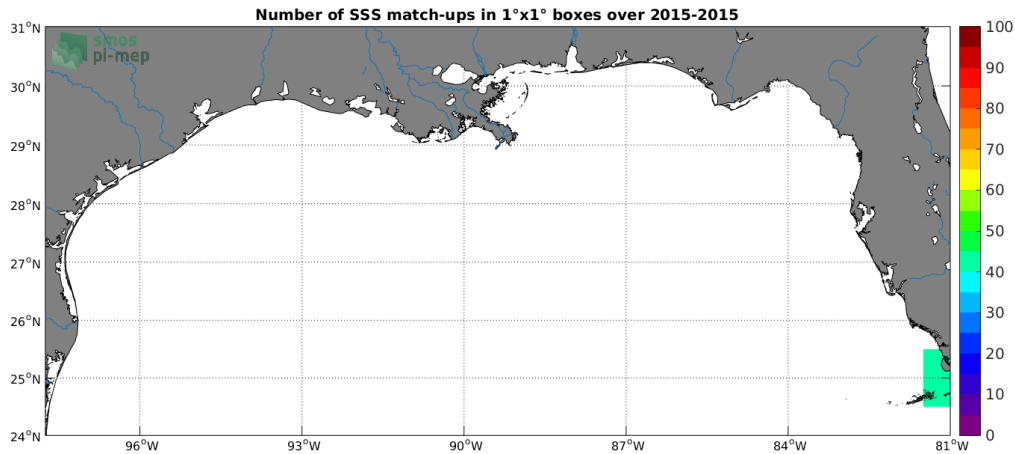 Number of SSS match-ups in 1°x1° boxes over 2015-2015
smos
pi-mep
31°N
30°N
29°N
28°N
27°N
26°N
25°N
24°N
96°W
93°W
90°W
87°W
84°W
81°W
100
90
80
70
60
50
40
30
20
10
0